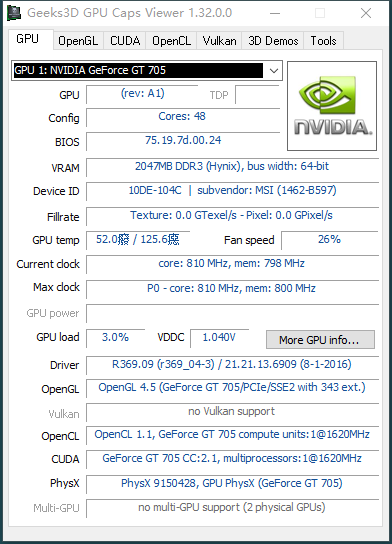 Geeks3D GPU Caps Viewer 1.32.0.0
GPU OpenGL CUDA OpenCL Vulkan 3D Demos Tools
GPU 1: NVIDIA GeForce GT 705
GPU (rev: A1) TDP
Config Cores: 48
BIOS 75.19.7d.00.24
NVIDIA.
VRAM 2047MB DDR3 (Hynix), bus width: 64-bit
Device ID 10DE-104C | subvendor: MSI (1462-B597)
Fillrate Texture: 0.0 GTexel/s - Pixel: 0.0 GPixel/s
GPU temp 52.0癈 / 125.6癋 Fan speed 26%
Current clock core: 810 MHz, mem: 798 MHz
Max clock P0 - core: 810 MHz, mem: 800 MHz
GPU power
GPU load 3.0% VDDC 1.040V More GPU info...
Driver R369.09 (r369_04-3) / 21.21.13.6909 (8-1-2016)
OpenGL OpenGL 4.5 (GeForce GT 705/PCIe/SSE2 with 343 ext.)
Vulkan no Vulkan support
OpenCL OpenCL 1.1, GeForce GT 705 compute units:1@1620MHz
CUDA GeForce GT 705 CC:2.1, multiprocessors:1@1620MHz
PhysX PhysX 9150428, GPU PhysX (GeForce GT 705)
Multi-GPU no multi-GPU support (2 physical GPUs)